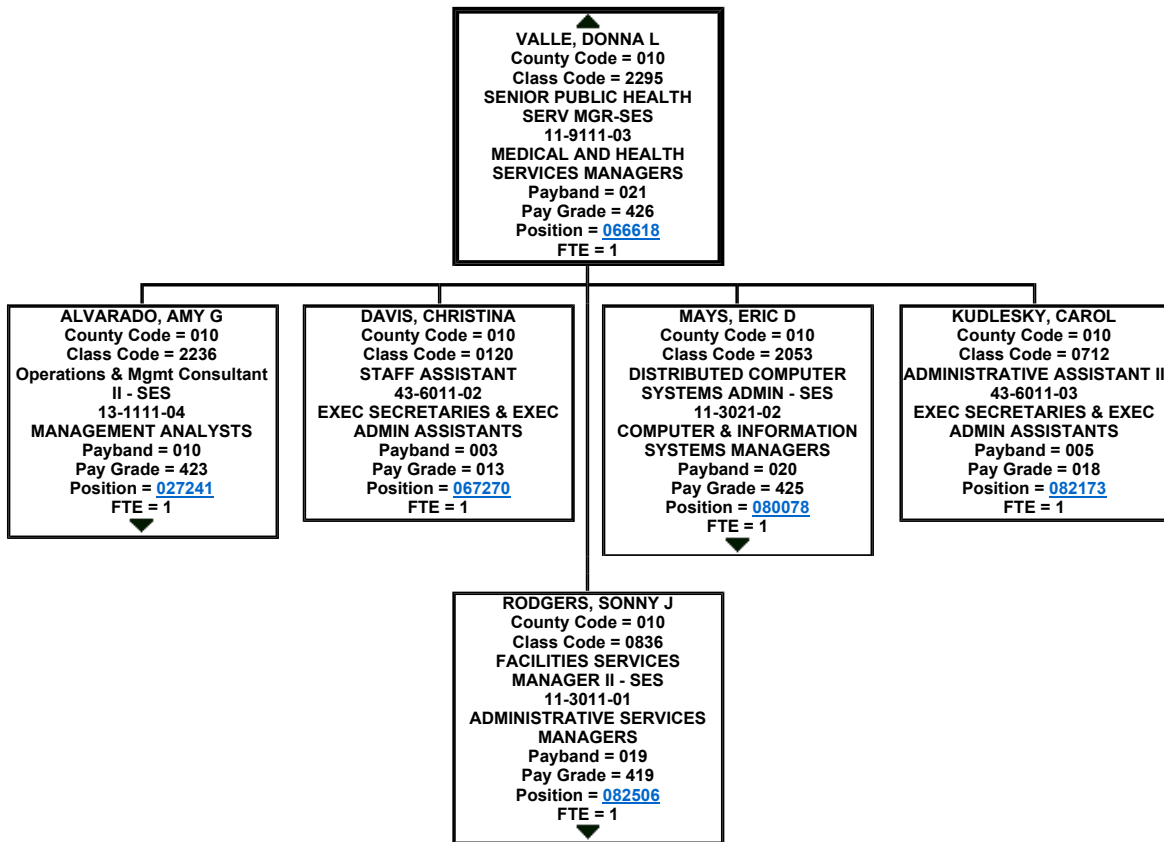 VALLE, DONNA L
County Code = 010
Class Code = 2295
SENIOR PUBLIC HEALTH
SERV MGR-SES
11-9111-03
MEDICAL AND HEALTH
SERVICES MANAGERS
Payband = 021
Pay Grade = 426
Position = 066618
FTE = 1
ALVARADO, AMY G
County Code = 010
Class Code = 2236
Operations & Mgmt Consultant
II - SES
13-1111-04
MANAGEMENT ANALYSTS
Payband = 010
Pay Grade = 423
Position = 027241
FTE = 1
DAVIS, CHRISTINA
County Code = 010
Class Code = 0120
STAFF ASSISTANT
43-6011-02
EXEC SECRETARIES & EXEC
ADMIN ASSISTANTS
Payband = 003
Pay Grade = 013
Position = 067270
FTE = 1
MAYS, ERIC D
County Code = 010
Class Code = 2053
DISTRIBUTED COMPUTER
SYSTEMS ADMIN - SES
11-3021-02
COMPUTER & INFORMATION
SYSTEMS MANAGERS
Payband = 020
Pay Grade = 425
Position = 080078
FTE = 1
KUDLESKY, CAROL
County Code = 010
Class Code = 0712
ADMINISTRATIVE ASSISTANT II
43-6011-03
EXEC SECRETARIES & EXEC
ADMIN ASSISTANTS
Payband = 005
Pay Grade = 018
Position = 082173
FTE = 1
RODGERS, SONNY J
County Code = 010
Class Code = 0836
FACILITIES SERVICES
MANAGER II - SES
11-3011-01
ADMINISTRATIVE SERVICES
MANAGERS
Payband = 019
Pay Grade = 419
Position = 082506
FTE = 1